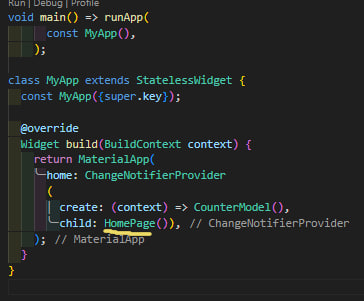 Run | Debug | Profile
void main() => runApp(
const MyApp(),
);
class MyApp extends StatelessWidget {
const MyApp({super.key});
@override
Widget build(BuildContext context) {
return MaterialApp(
home: ChangeNotifierProvider
(
create: (context) => CounterModel(),
child: HomePage()), // ChangeNotifierProvider
); // MaterialApp
}
}